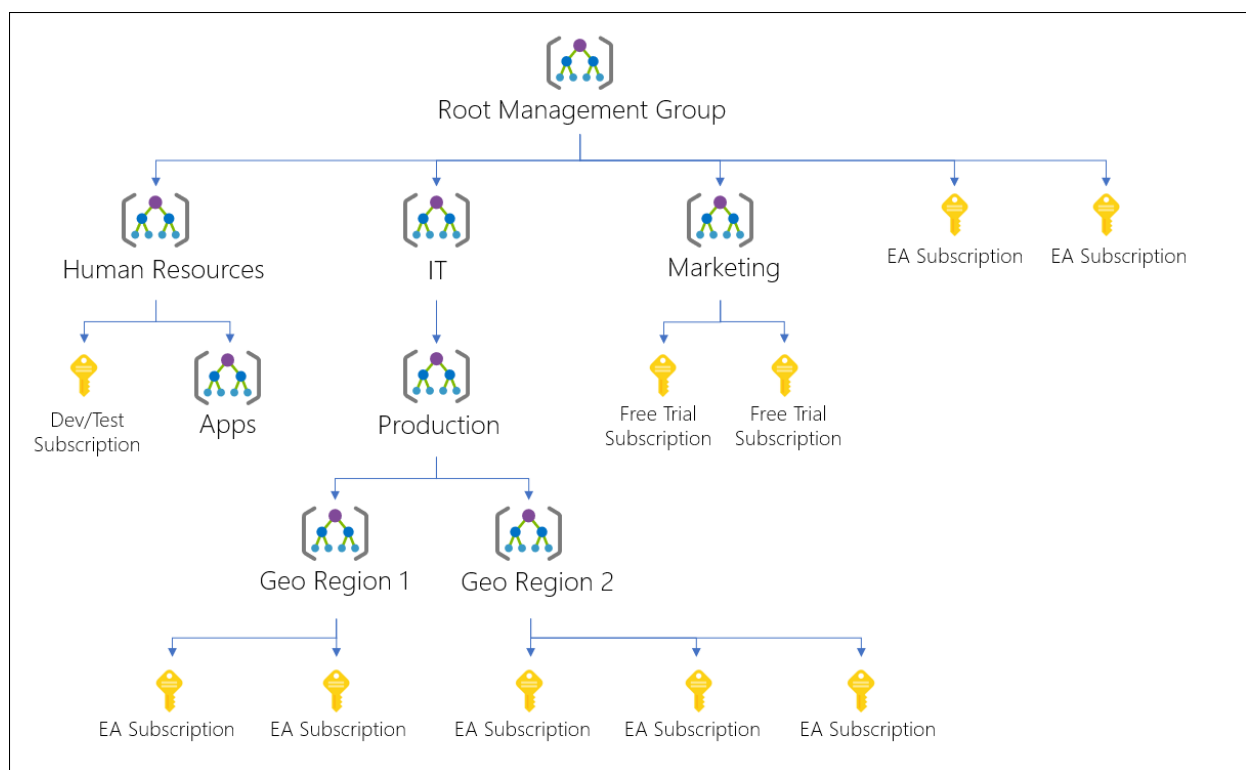 Root Management Group
Human Resources
IT
Marketing
EA Subscription
EA Subscription
Dev/Test
Subscription
Apps
Production
Free Trial
Subscription
Free Trial
Subscription
Geo Region 1
Geo Region 2
EA Subscription
EA Subscription
EA Subscription
EA Subscription
EA Subscription